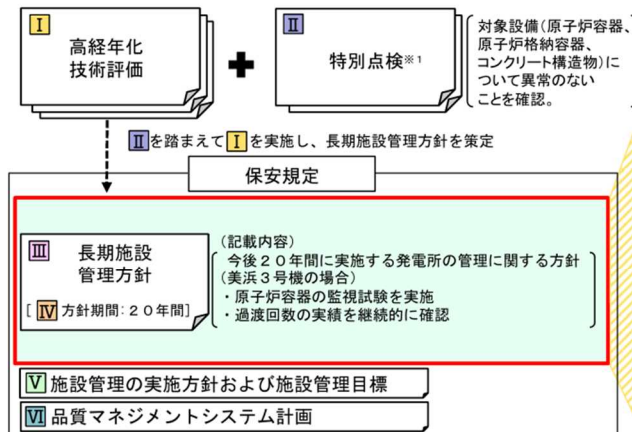 I
高経年化
技術評価
II
特別点検※1
対象設備(原子炉容器、
原子炉格納容器、
コンクリート構造物)に
ついて異常のない
ことを確認。
IIを踏まえてIを実施し、長期施設管理方針を策定
保安規定
III 長期施設
管理方針
[IV方針期間:20年間]
(記載内容)
今後20年間に実施する発電所の管理に関する方針
(美浜3号機の場合)
・原子炉容器の監視試験を実施
・過渡回数の実績を継続的に確認
V 施設管理の実施方針および施設管理目標
VI 品質マネジメントシステム計画